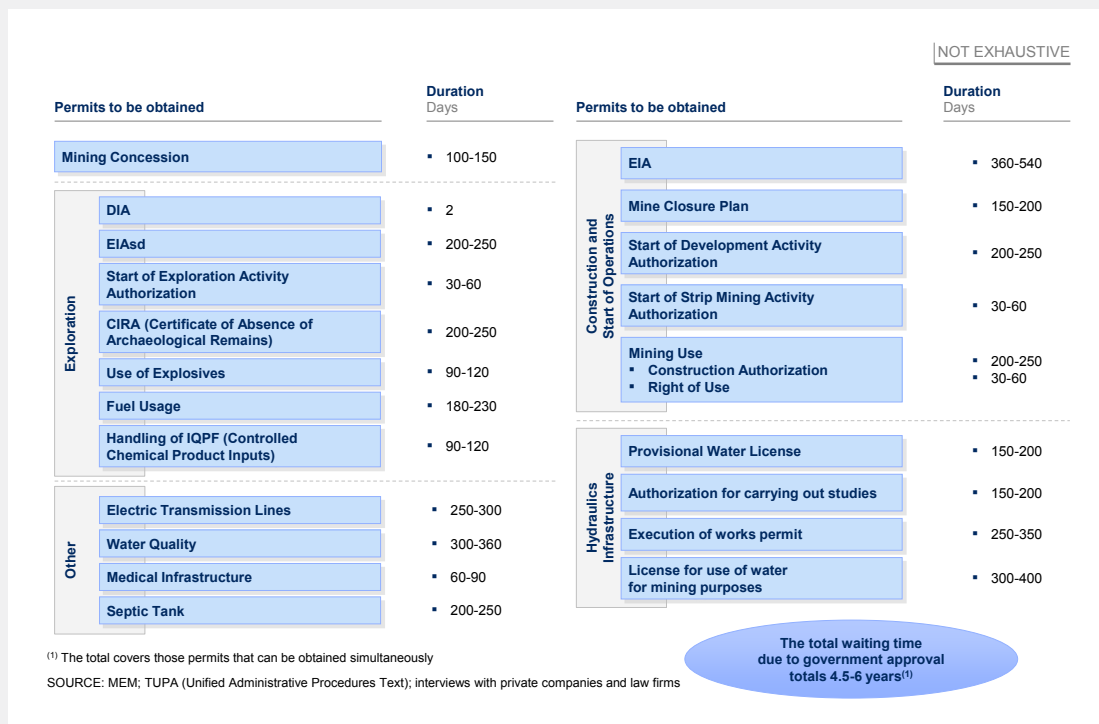 NOT EXHAUSTIVE
Permits to be obtained
Duration
Days
Mining Concession
▪ 100-150
Exploration
DIA
▪ 2
EIAsd
▪ 200-250
Start of Exploration Activity
Authorization
▪ 30-60
CIRA (Certificate of Absence of
Archaeological Remains)
▪ 200-250
Use of Explosives
▪ 90-120
Fuel Usage
▪ 180-230
Handling of IQPF (Controlled
Chemical Product Inputs)
▪ 90-120
Other
Electric Transmission Lines
▪ 250-300
Water Quality
▪ 300-360
Medical Infrastructure
▪ 60-90
Septic Tank
▪ 200-250
Permits to be obtained
Duration
Days
Construction and
Start of Operations
EIA
▪ 360-540
Mine Closure Plan
▪ 150-200
Start of Development Activity
Authorization
▪ 200-250
Start of Strip Mining Activity
Authorization
▪ 30-60
Mining Use
▪ Construction Authorization
▪ 200-250
▪ Right of Use
▪ 30-60
Hydraulics
Infrastructure
Provisional Water License
▪ 150-200
Authorization for carrying out studies
▪ 150-200
Execution of works permit
▪ 250-350
License for use of water
for mining purposes
▪ 300-400
The total waiting time
due to government approval
totals 4.5-6 years(1)
(1) The total covers those permits that can be obtained simultaneously
SOURCE: MEM; TUPA (Unified Administrative Procedures Text); interviews with private companies and law firms